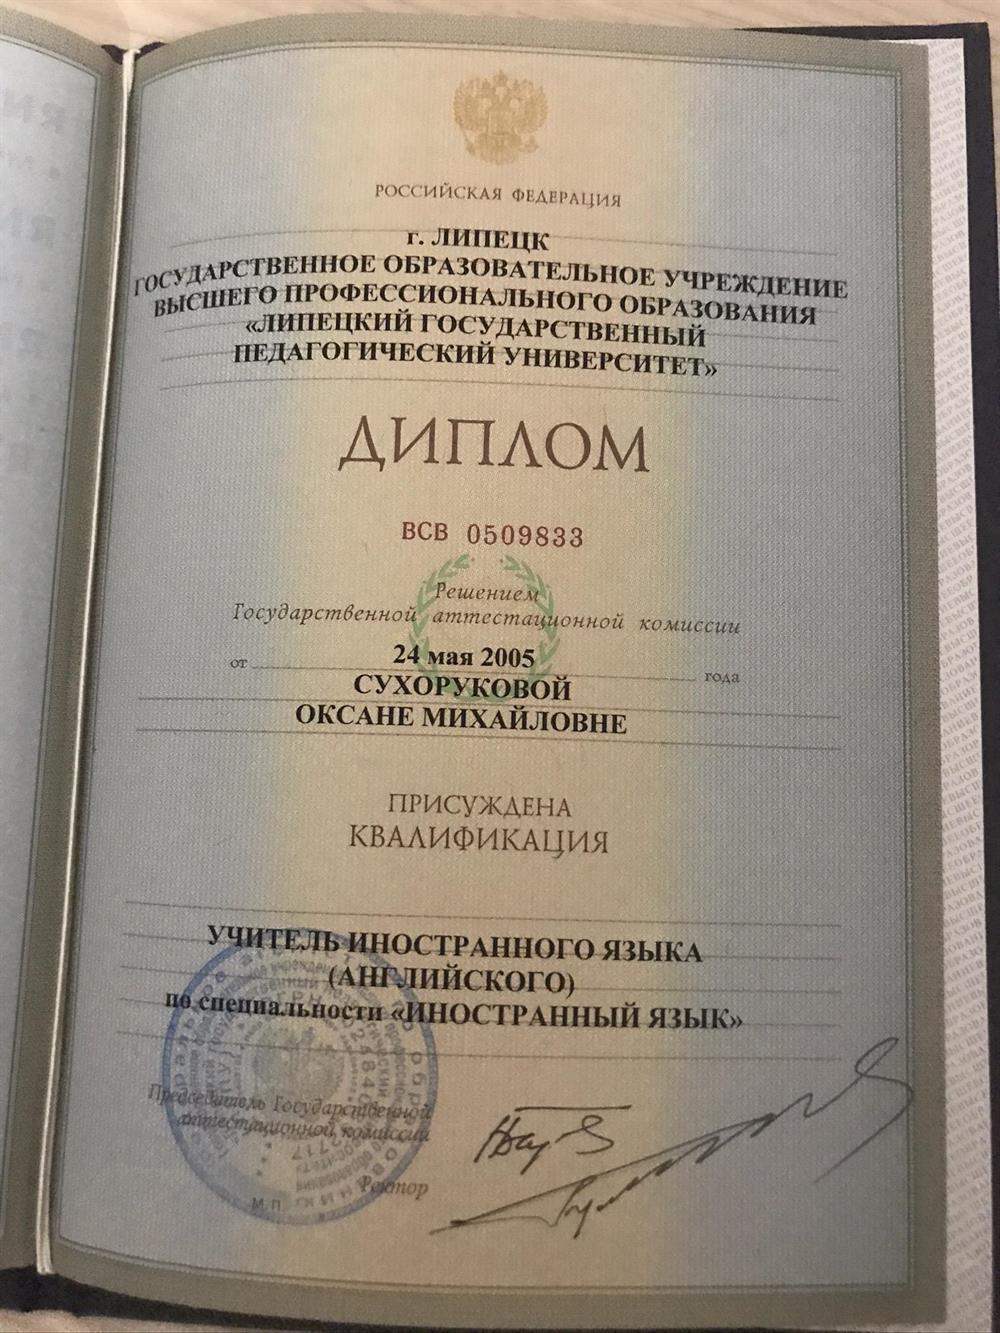 РОССИЙСКАЯ ФЕДЕРАЦИЯ
г. ЛИПЕЦК
ГОСУДАРСТВЕННОЕ ОБРАЗОВАТЕЛЬНОЕ УЧРЕЖДЕНИЕ
ВЫСШЕГО ПРОФЕССИОНАЛЬНОГО ОБРАЗОВАНИЯ
«ЛИПЕЦКИЙ ГОСУДАРСТВЕННЫЙ
ПЕДАГОГИЧЕСКИЙ УНИВЕРСИТЕТ»
ДИПЛОМ
ВСВ 0509833
Решением
Государственной аттестационной комиссии
от 24 мая 2005 года
СУХОРУКОВОЙ
ОКСАНЕ МИХАЙЛОВНЕ
ПРИСУЖДЕНА
КВАЛИФИКАЦИЯ
УЧИТЕЛЬ ИНОСТРАННОГО ЯЗЫКА
(АНГЛИЙСКОГО)
по специальности «ИНОСТРАННЫЙ ЯЗЫК»
Председатель Государственной
аттестационной комиссии
Ректор
М.П.